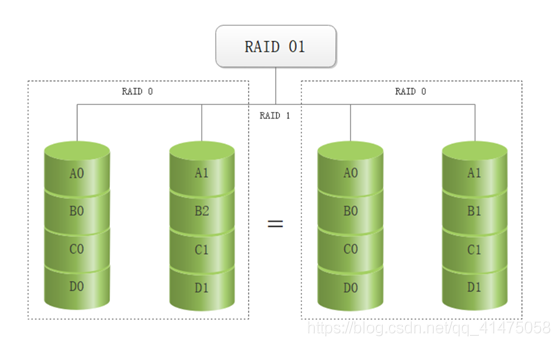 RAID 01
RAID 0
RAID 0
RAID 1
A0 A1 A0 A1
B0 B2 B0 B1
=
C0 C1 C0 C1
D0 D1 D0 D1
https://blog.csdn.net/qq_41475058